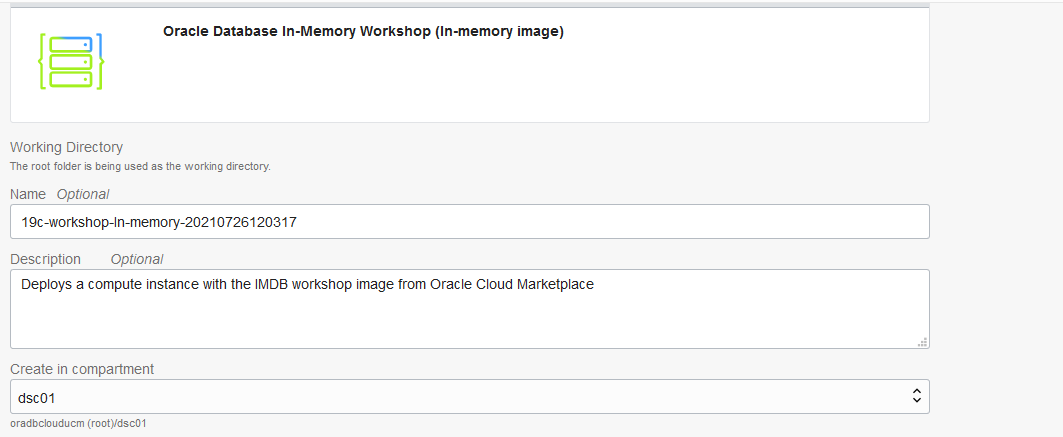 Oracle Database In-Memory Workshop (In-memory image)
Working Directory
The root folder is being used as the working directory.
Name Optional
19c-workshop-In-memory-20210726120317
Description Optional
Deploys a compute instance with the IMDB workshop image from Oracle Cloud Marketplace
Create in compartment
dsc01
oradbclouducm (root)/dsc01